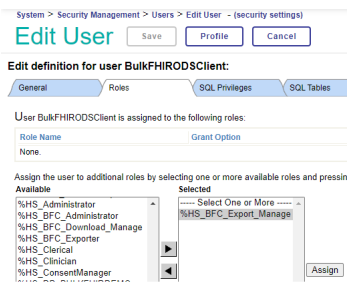 System > Security Management > Users > Edit User - (security settings)
Edit User Save Profile Cancel
Edit definition for user BulkFHIRODSClient:
General Roles SQL Privileges SQL Tables
User BulkFHIRODSClient is assigned to the following roles:
Role Name Grant Option
None.
Assign the user to additional roles by selecting one or more available roles and pressin
Available Selected
%HS_Administrator
%HS_BFC_Administrator
%HS_BFC_Download_Manage
%HS_BFC_Exporter
%HS_Clerical
%HS_Clinician
%HS_ConsentManager
----- Select One or More -----
%HS_BFC_Export_Manage
Assign